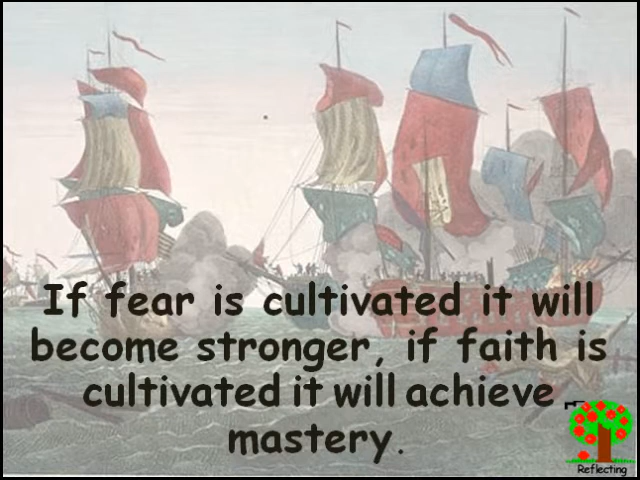 If fear is cultivated it will
become stronger, if faith is
cultivated it will achieve
mastery.
Reflecting